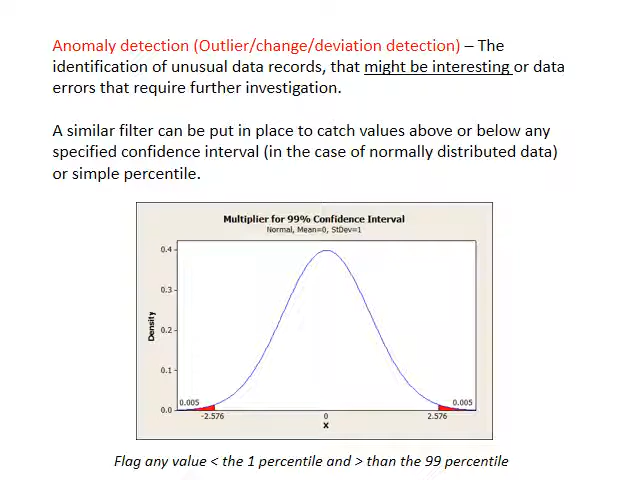 Anomaly detection (Outlier/change/deviation detection) – The
identification of unusual data records, that might be interesting or data
errors that require further investigation.
A similar filter can be put in place to catch values above or below any
specified confidence interval (in the case of normally distributed data)
or simple percentile.
Multiplier for 99% Confidence Interval
Normal, Mean=0, StDev=1
0.4
0.3
Density
0.2
0.1
0.005
0.005
0.0
-2.576
0
2.576
X
Flag any value < the 1 percentile and > than the 99 percentile